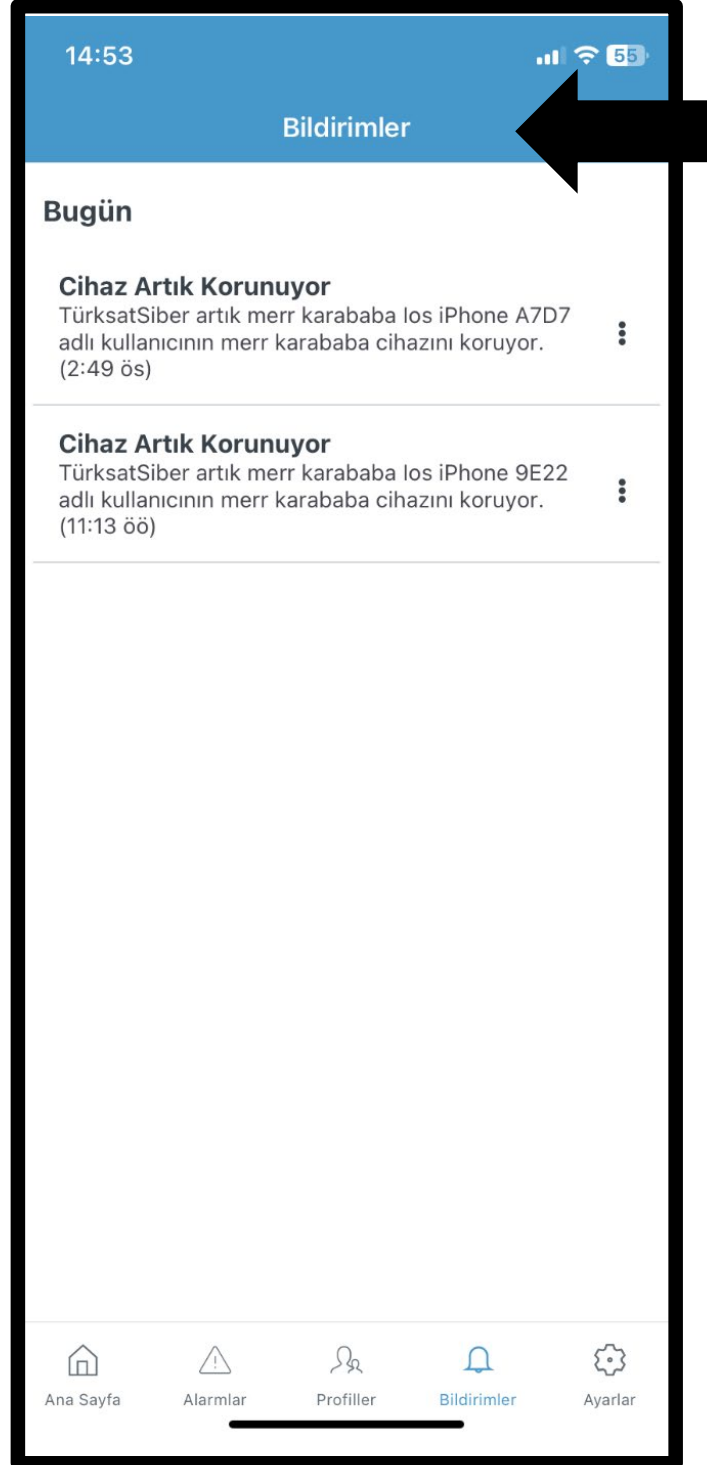 14:53
55
Bildirimler
Bugün
Cihaz Artık Korunuyor
TürksatSiber artık merr karababa Ios iPhone A7D7
adlı kullanıcının merr karababa cihazını koruyor.
(2:49 ös)
Cihaz Artık Korunuyor
TürksatSiber artık merr karababa Ios iPhone 9E22
adlı kullanıcının merr karababa cihazını koruyor.
(11:13 öö)
Ana Sayfa
Alarmlar
Profiller
Bildirimler
Ayarlar